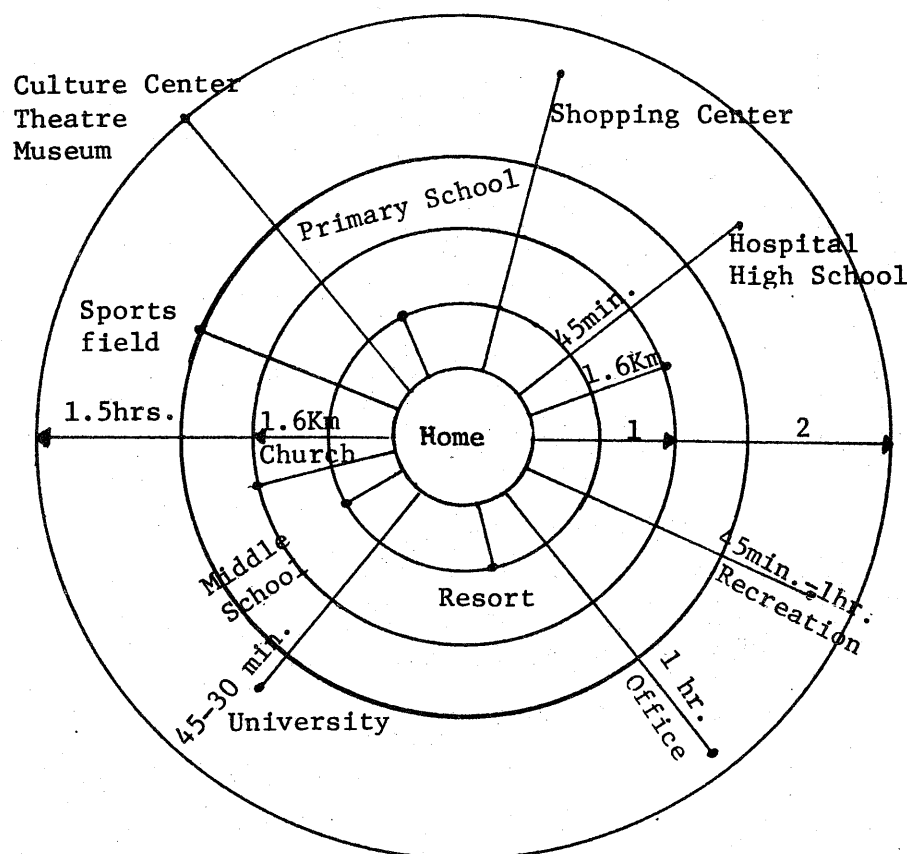 Culture Center
Theatre
Museum
Shopping Center
Primary School
Hospital
High School
45min.
Sports
field
1.6Km
1.5hrs.
1.6Km
Church
Home
1
2
Middle
School
Resort
45min.-1hr.
Recreation
45-30 min.
University
1 hr.
Office